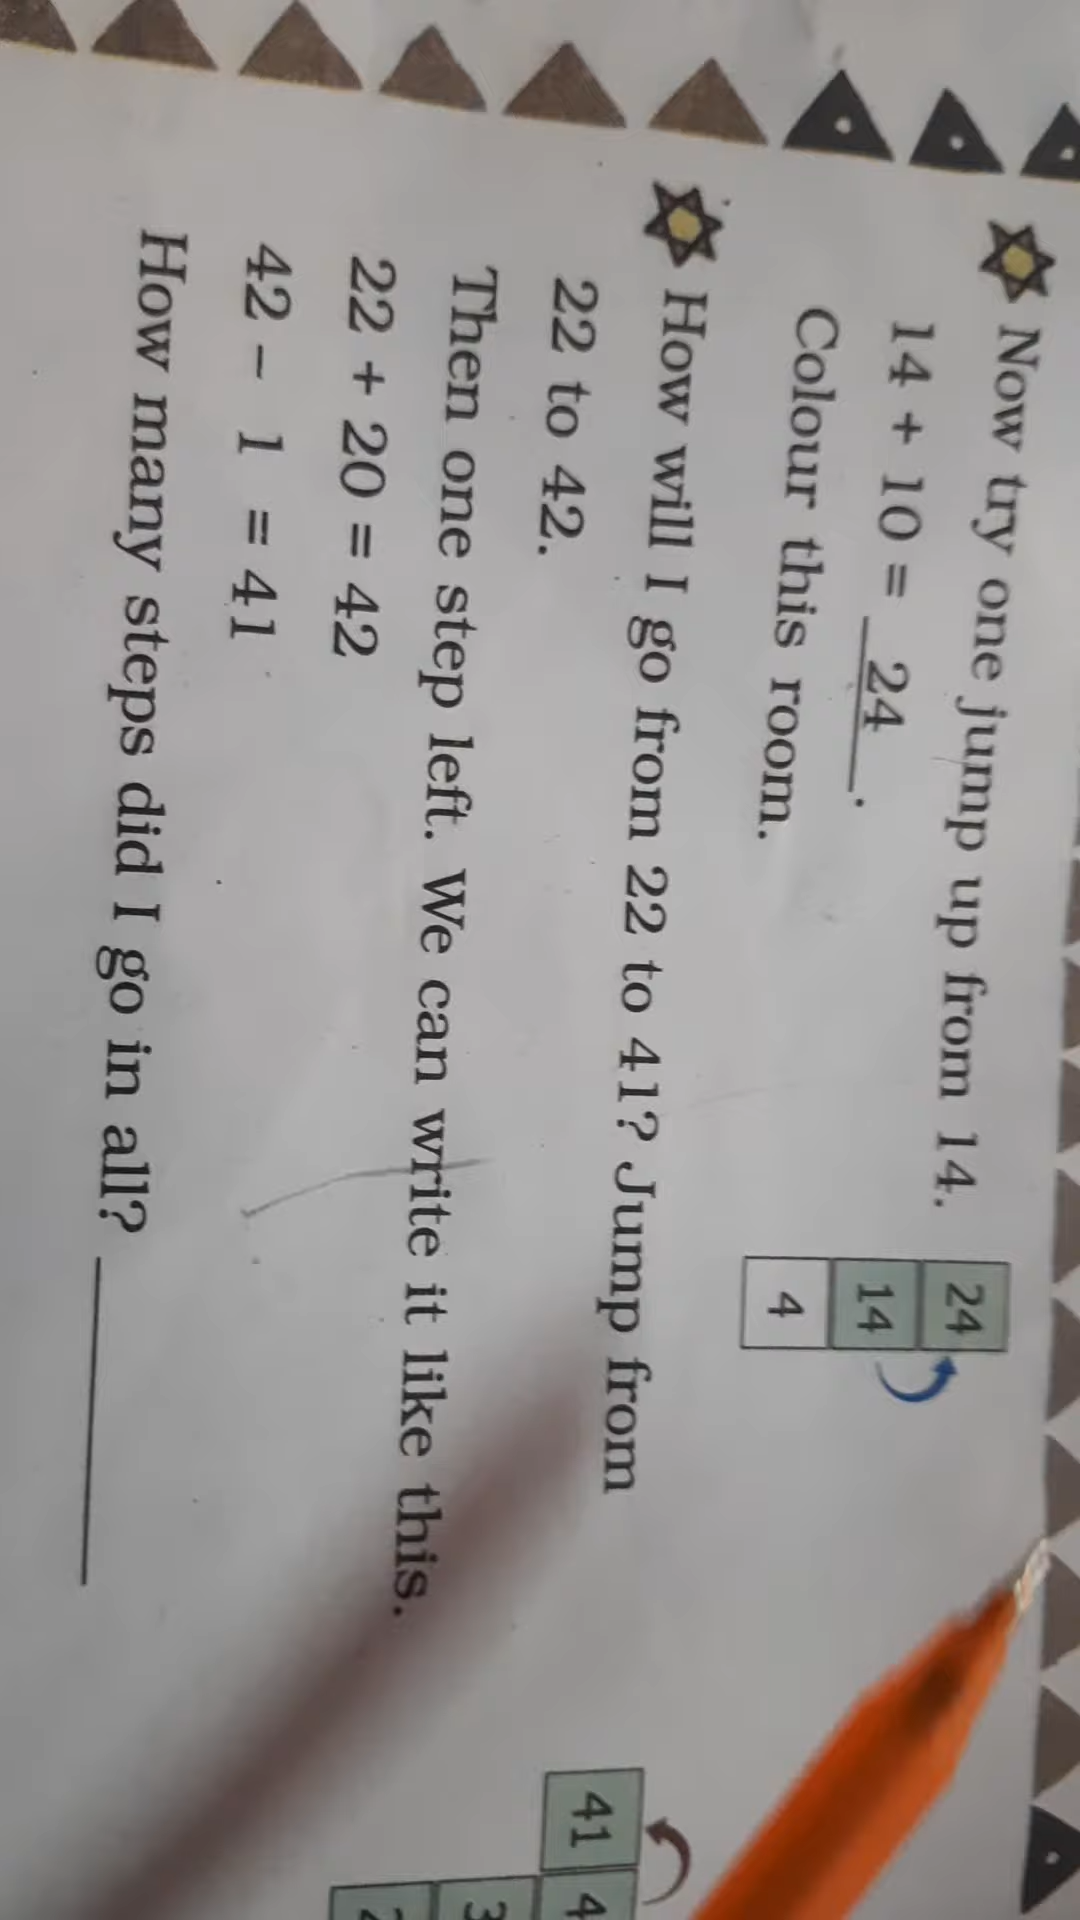 Now try one jump up from 14.
14 + 10 = 24.
Colour this room.
24
14
4
How will I go from 22 to 41? Jump from
22 to 42.
Then one step left. We can write it like this.
22 + 20 = 42
42 - 1 = 41
How many steps did I go in all?
41 4
3